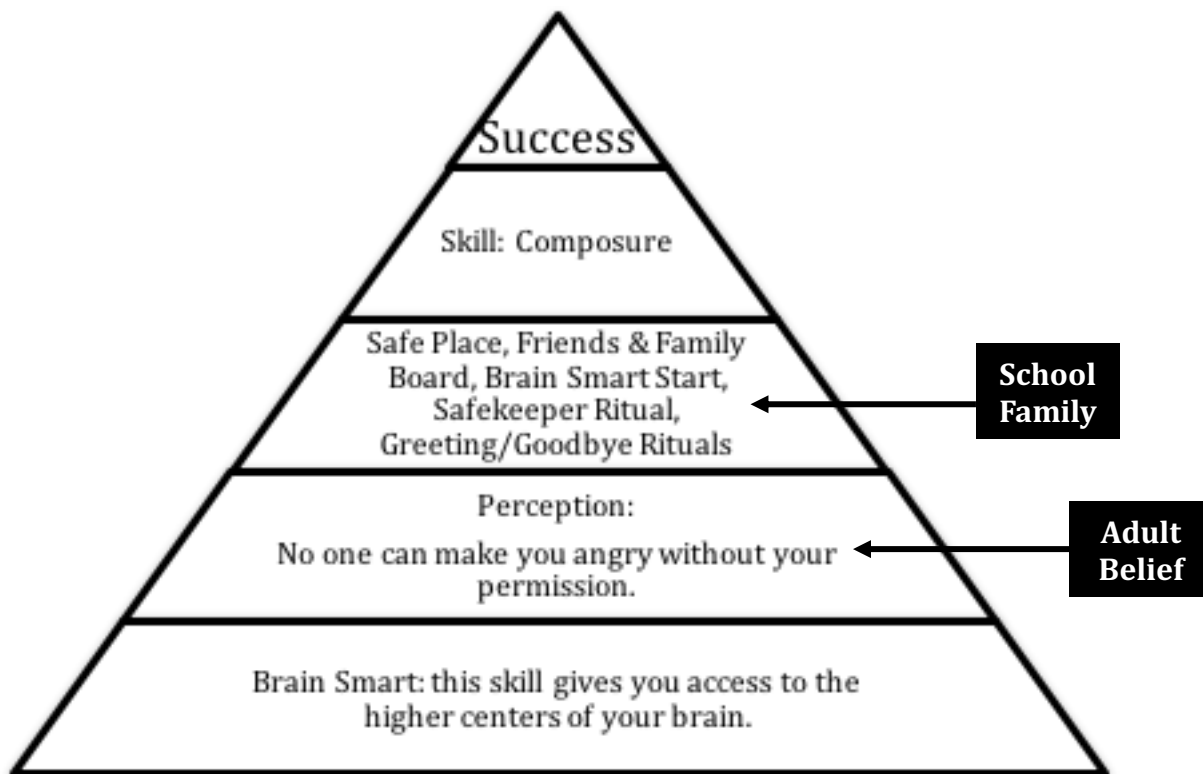 Success
Skill: Composure
Safe Place, Friends & Family
Board, Brain Smart Start,
Safekeeper Ritual,
Greeting/Goodbye Rituals
School
Family
Perception:
No one can make you angry without your
permission.
Adult
Belief
Brain Smart: this skill gives you access to the
higher centers of your brain.